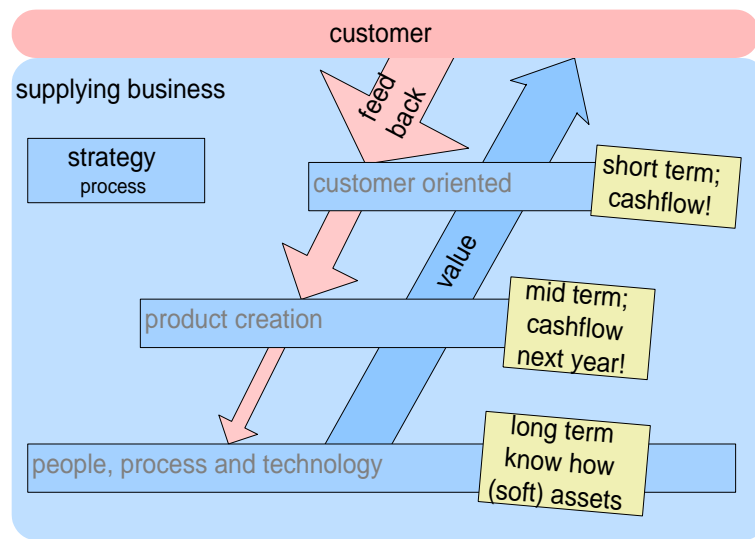 customer
supplying business
feed
back
strategy
process
customer oriented
short term;
cashflow!
value
product creation
mid term;
cashflow
next year!
people, process and technology
long term
know how
(soft) assets